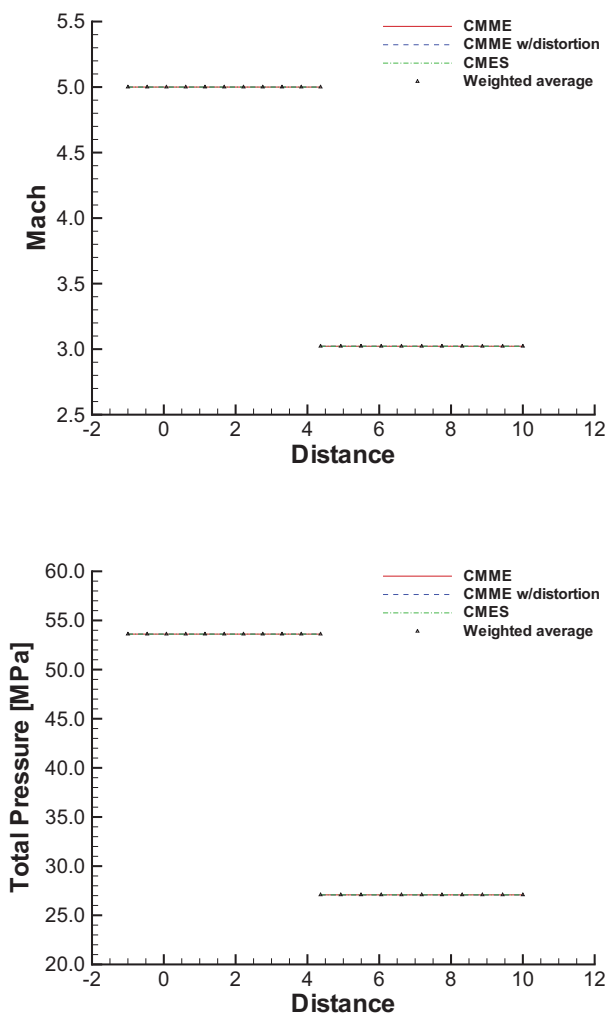 5.5
5.0
4.5
4.0
3.5
3.0
2.5
Mach
CMME
CMME w/distortion
CMES
Weighted average
-2 0 2 4 6 8 10 12
Distance
60.0
55.0
50.0
45.0
40.0
35.0
30.0
25.0
20.0
Total Pressure [MPa]
CMME
CMME w/distortion
CMES
Weighted average
-2 0 2 4 6 8 10 12
Distance